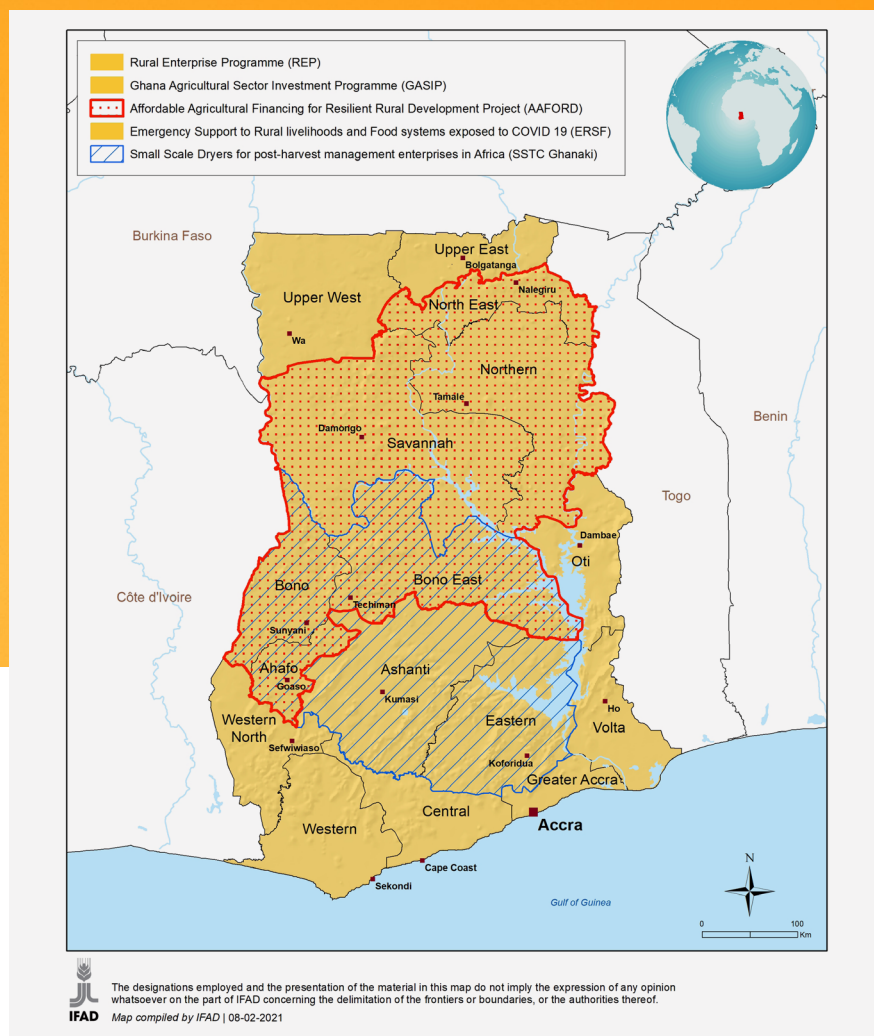 Rural Enterprise Programme (REP)
Ghana Agricultural Sector Investment Programme (GASIP)
Affordable Agricultural Financing for Resilient Rural Development Project (AAFORD)
Emergency Support to Rural livelihoods and Food systems exposed to COVID 19 (ERSF)
Small Scale Dryers for post-harvest management enterprises in Africa (SSTC Ghanaki)
Burkina Faso
Upper East
Bolgatanga
Nalegiru
Upper West
North East
Wa
Northern
Tamale
Benin
Damongo
Savannah
Togo
Dambae
Oti
Bono
Bono East
Côte d'Ivoire
Techiman
Sunyani
Ahafo
Ashanti
Goaso
Kumasi
Ho
Western
North
Eastern
Volta
Sefwiwiaso
Koforidua
Greater Accra
Central
Accra
Western
Cape Coast
Sekondi
N
Gulf of Guinea
0 100
Km
The designations employed and the presentation of the material in this map do not imply the expression of any opinion
whatsoever on the part of IFAD concerning the delimitation of the frontiers or boundaries, or the authorities thereof.
IFAD Map compiled by IFAD | 08-02-2021